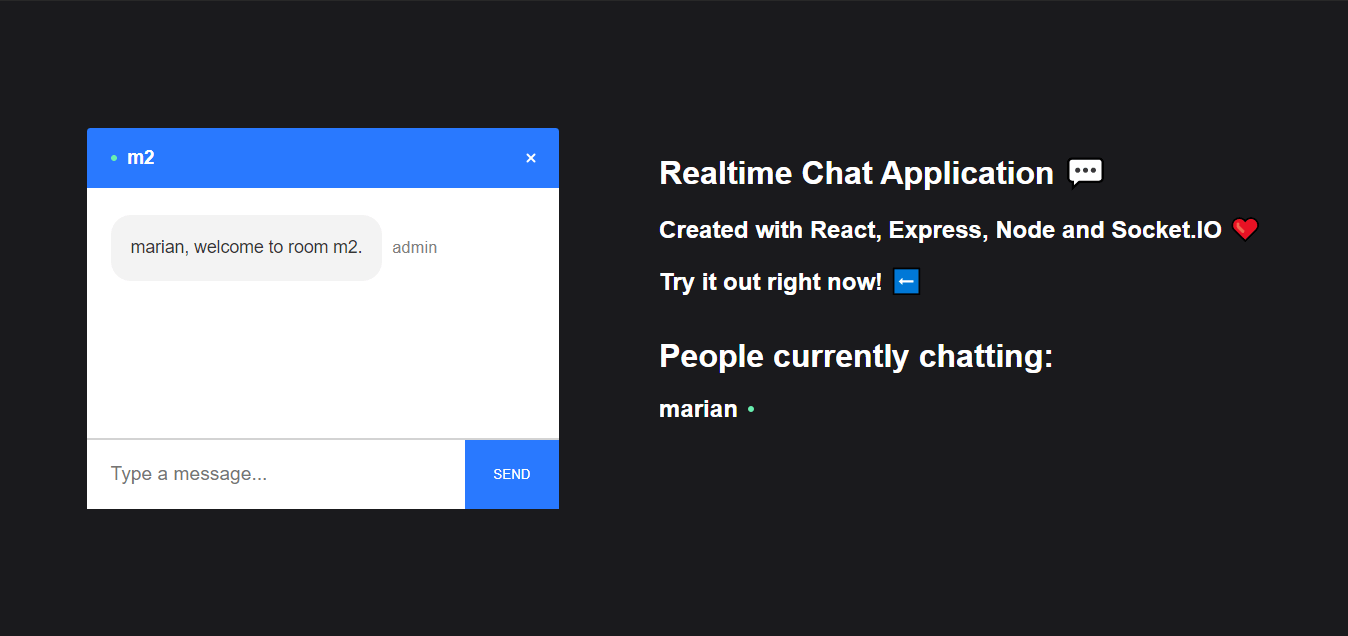 m2
×
marian, welcome to room m2.
admin
Type a message...
SEND
Realtime Chat Application 💬
Created with React, Express, Node and Socket.IO ❤️
Try it out right now! ⬅️
People currently chatting:
marian